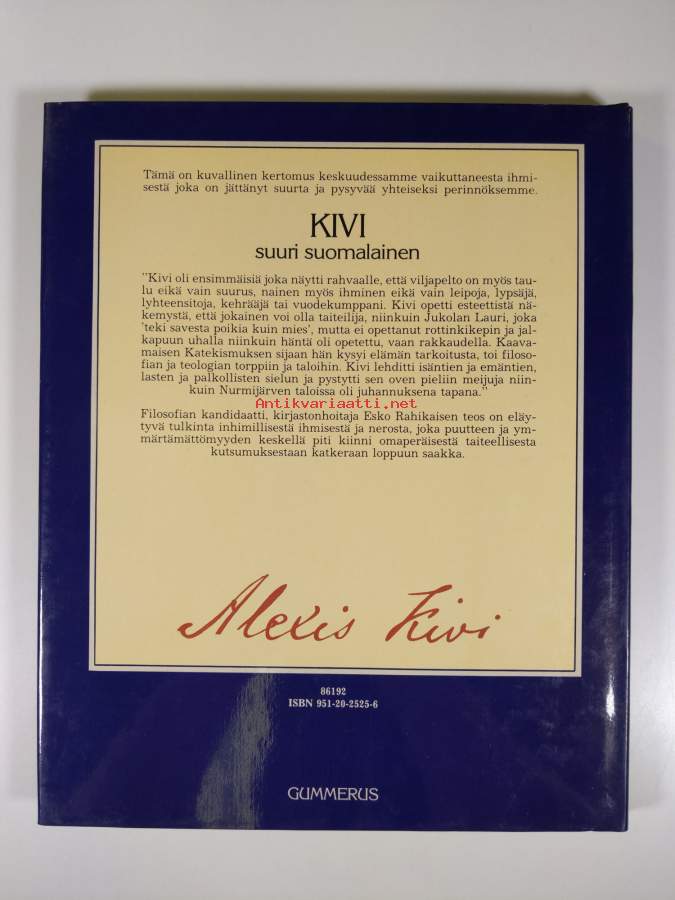 Tämä on kuvallinen kertomus keskuudessamme vaikuttaneesta ihmi-
sestä joka on jättänyt suurta ja pysyvää yhteiseksi perinnöksemme.
KIVI
suuri suomalainen
"Kivi oli ensimmäisiä joka näytti rahvaalle, että viljapelto on myös tau-
lu eikä vain suurus, nainen myös ihminen eikä vain leipoja, lypsäjä,
lyhteensitoja, kehrääjä tai vuodekumppani. Kivi opetti esteettistä nä-
kemystä, että jokainen voi olla taiteilija, niinkuin Jukolan Lauri, joka
'teki savesta poikia kuin mies', mutta ei opettanut rottinkikepin ja jal-
kapuun uhalla niinkuin häntä oli opetettu, vaan rakkaudella. Kaava-
maisen Katekismuksen sijaan hän kysyi elämän tarkoitusta, toi filoso-
fian ja teologian torppiin ja taloihin. Kivi lehditti isäntien ja emäntien,
lasten ja palkollisten sielun ja pystytti sen oven pieliin meijuja niin-
kuin Nurmijärven taloissa oli juhannuksena tapana."
Antikvariaatti.net
Filosofian kandidaatti, kirjastonhoitaja Esko Rahikaisen teos on eläy-
tyvä tulkinta inhimillisestä ihmisestä ja nerosta, joka puutteen ja ym-
märtämättömyyden keskellä piti kiinni omaperäisestä taiteellisesta
kutsumuksestaan katkeraan loppuun saakka.
Alexis Kivi
86192
ISBN 951-20-2525-6
GUMMERUS